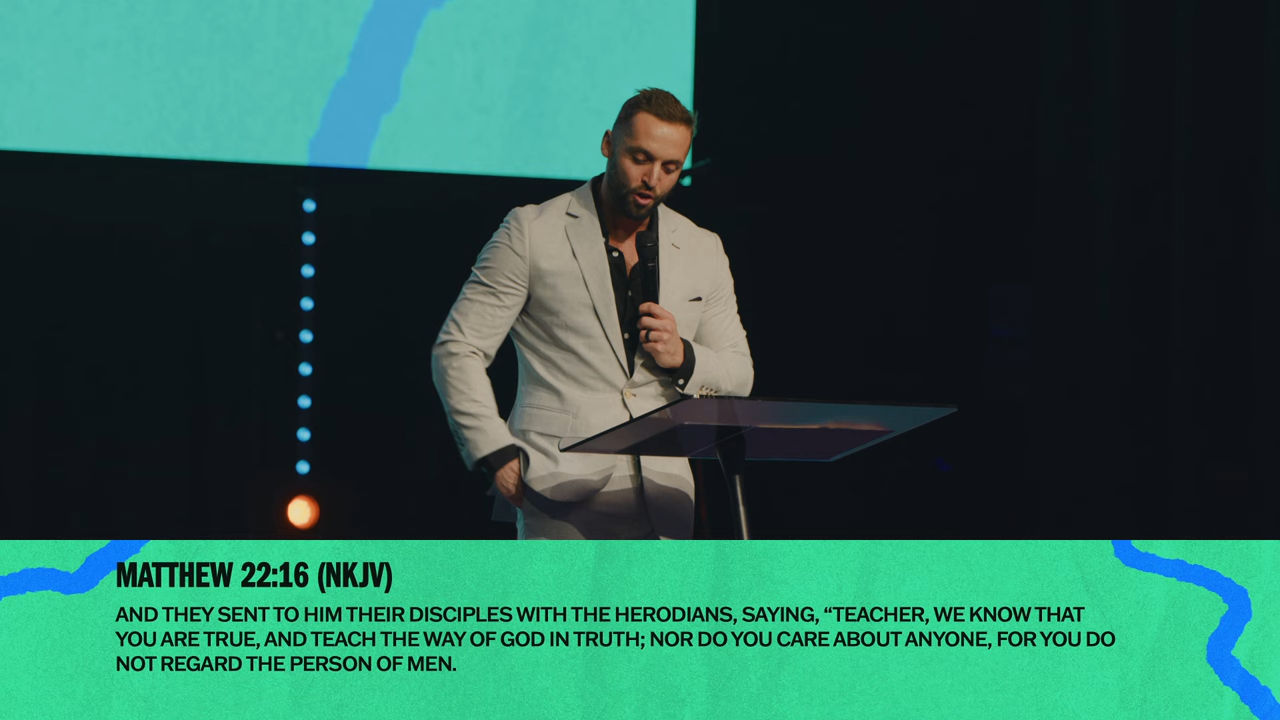 MATTHEW 22:16 (NKJV)
AND THEY SENT TO HIM THEIR DISCIPLES WITH THE HERODIANS, SAYING, “TEACHER, WE KNOW THAT
YOU ARE TRUE, AND TEACH THE WAY OF GOD IN TRUTH; NOR DO YOU CARE ABOUT ANYONE, FOR YOU DO
NOT REGARD THE PERSON OF MEN.